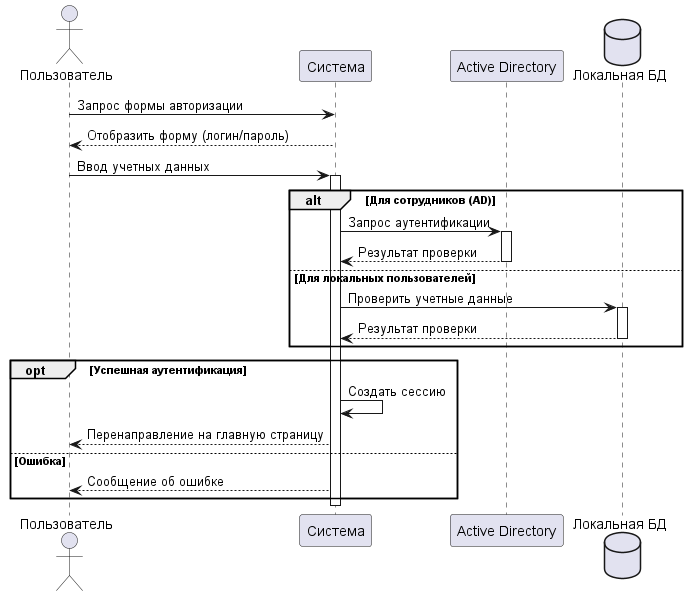 Пользователь
Система
Active Directory
Локальная БД
Запрос формы авторизации
Отобразить форму (логин/пароль)
Ввод учетных данных
alt [Для сотрудников (AD)]
Запрос аутентификации
Результат проверки
[Для локальных пользователей]
Проверить учетные данные
Результат проверки
opt [Успешная аутентификация]
Создать сессию
Перенаправление на главную страницу
[Ошибка]
Сообщение об ошибке
Пользователь
Система
Active Directory
Локальная БД